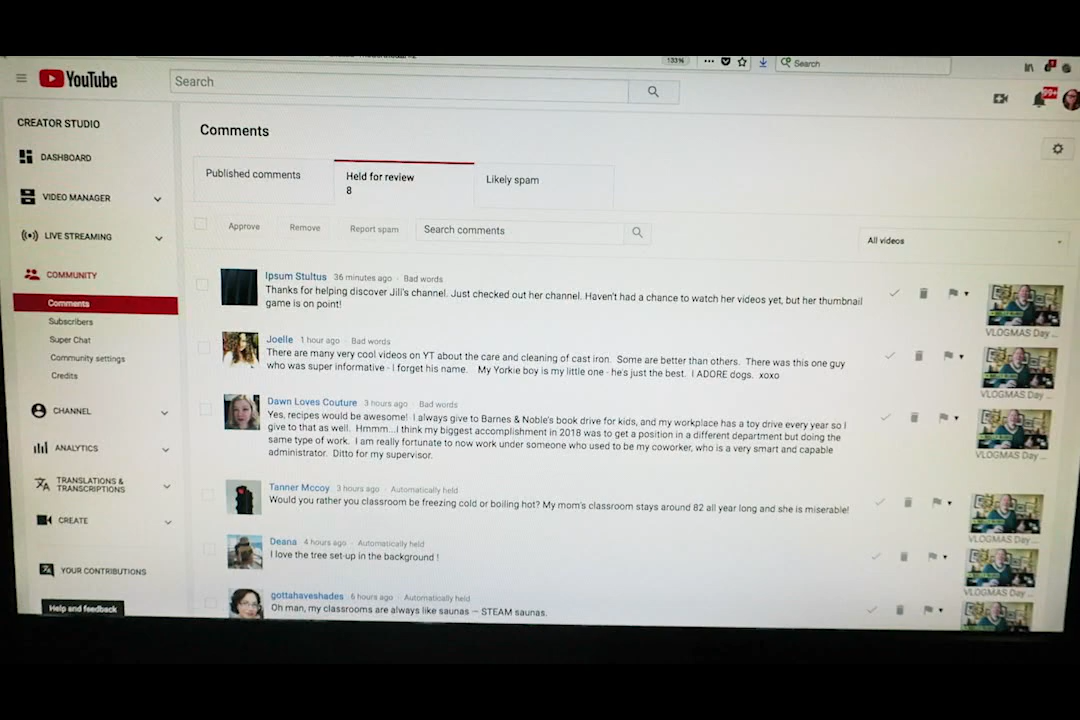 133%
Search
YouTube
Search
99+
CREATOR STUDIO
DASHBOARD
VIDEO MANAGER
LIVE STREAMING
COMMUNITY
Comments
Subscribers
Super Chat
Community settings
Credits
CHANNEL
ANALYTICS
TRANSLATIONS &
TRANSCRIPTIONS
CREATE
YOUR CONTRIBUTIONS
Help and feedback
Comments
Published comments
Held for review
8
Likely spam
Approve
Remove
Report spam
Search comments
All videos
Ipsum Stultus 36 minutes ago · Bad words
Thanks for helping discover Jill's channel. Just checked out her channel. Haven't had a chance to watch her videos yet, but her thumbnail
game is on point!
VLOGMAS Day ...
Joelle 1 hour ago · Bad words
There are many very cool videos on YT about the care and cleaning of cast iron. Some are better than others. There was this one guy
who was super informative - I forget his name. My Yorkie boy is my little one - he's just the best. I ADORE dogs. xoxo
VLOGMAS Day ...
Dawn Loves Couture 3 hours ago · Bad words
Yes, recipes would be awesome! I always give to Barnes & Noble's book drive for kids, and my workplace has a toy drive every year so I
give to that as well. Hmmm...I think my biggest accomplishment in 2018 was to get a position in a different department but doing the
same type of work. I am really fortunate to now work under someone who used to be my coworker, who is a very smart and capable
administrator. Ditto for my supervisor.
VLOGMAS Day ...
Tanner Mccoy 3 hours ago · Automatically held
Would you rather you classroom be freezing cold or boiling hot? My mom's classroom stays around 82 all year long and she is miserable!
VLOGMAS Day ...
Deana 4 hours ago · Automatically held
I love the tree set-up in the background !
VLOGMAS Day ...
gottahaveshades 6 hours ago · Automatically held
Oh man, my classrooms are always like saunas — STEAM saunas.